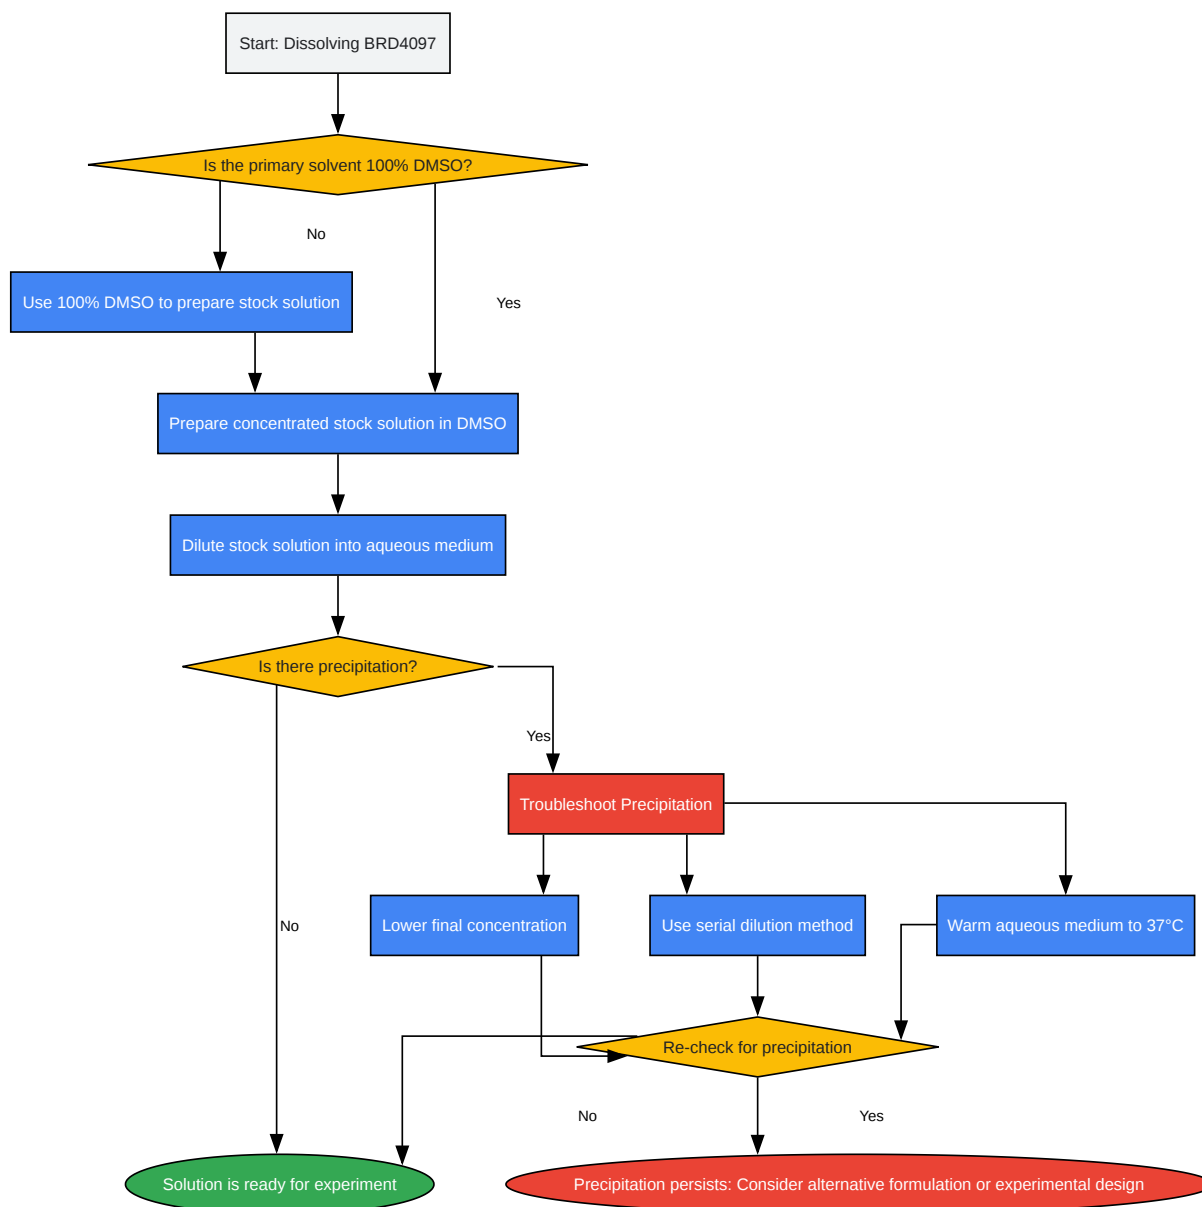 Start: Dissolving BRD4097
Is the primary solvent 100% DMSO?
No
Use 100% DMSO to prepare stock solution
Yes
Prepare concentrated stock solution in DMSO
Dilute stock solution into aqueous medium
Is there precipitation?
Yes
Troubleshoot Precipitation
No
Lower final concentration
Use serial dilution method
Warm aqueous medium to 37°C
Re-check for precipitation
No
Yes
Solution is ready for experiment
Precipitation persists: Consider alternative formulation or experimental design